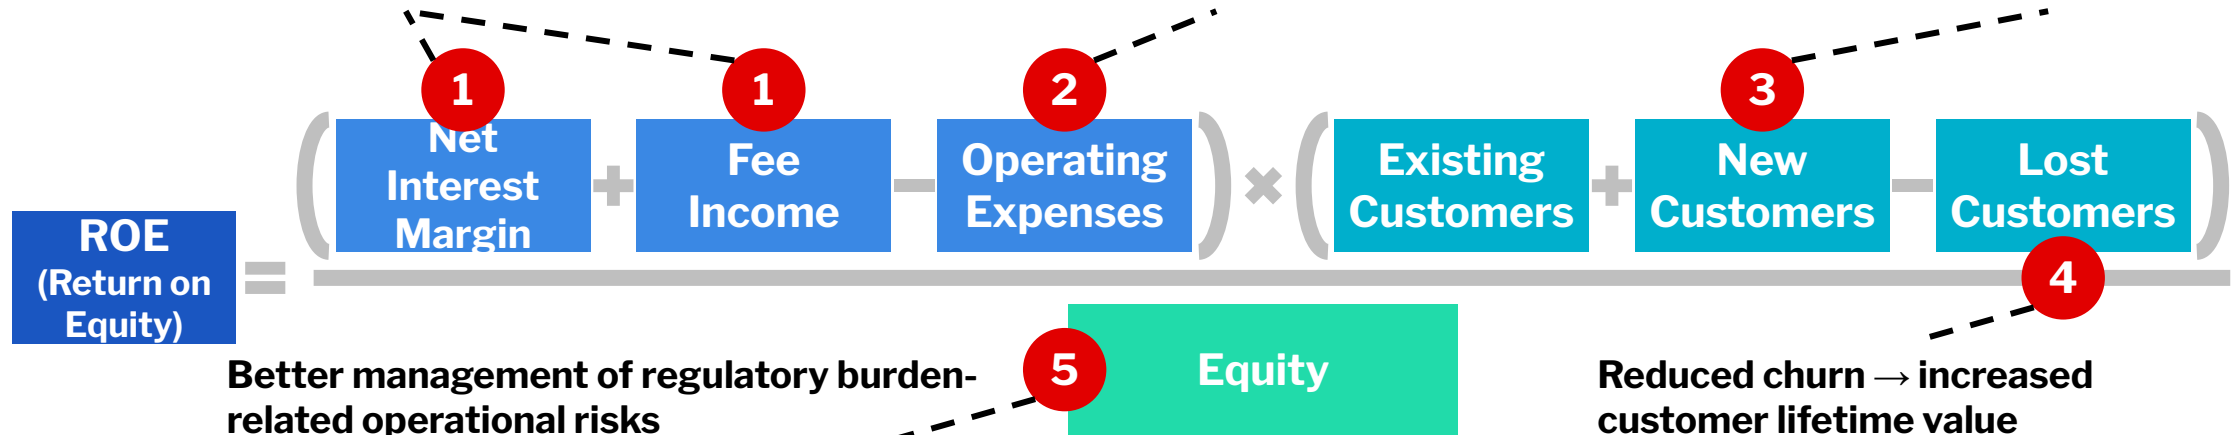 1
1
2
3
Net
Interest
Margin
+
Fee
Income
−
Operating
Expenses
×
Existing
Customers
+
New
Customers
−
Lost
Customers
ROE
(Return on
Equity)
=
4
5
Equity
Better management of regulatory burden-
related operational risks
Reduced churn → increased
customer lifetime value